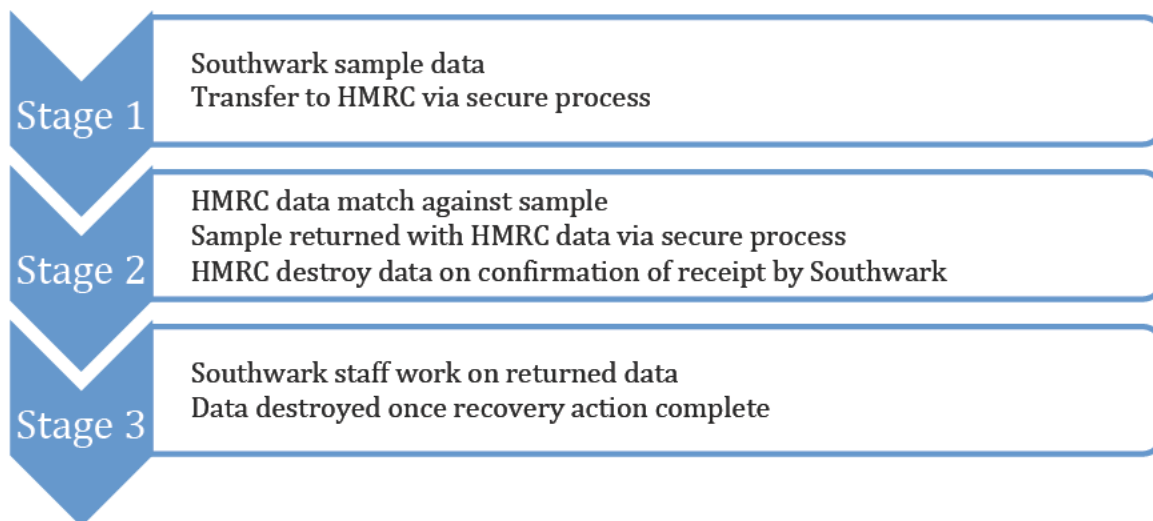 Stage 1
Southwark sample data
Transfer to HMRC via secure process
Stage 2
HMRC data match against sample
Sample returned with HMRC data via secure process
HMRC destroy data on confirmation of receipt by Southwark
Stage 3
Southwark staff work on returned data
Data destroyed once recovery action complete